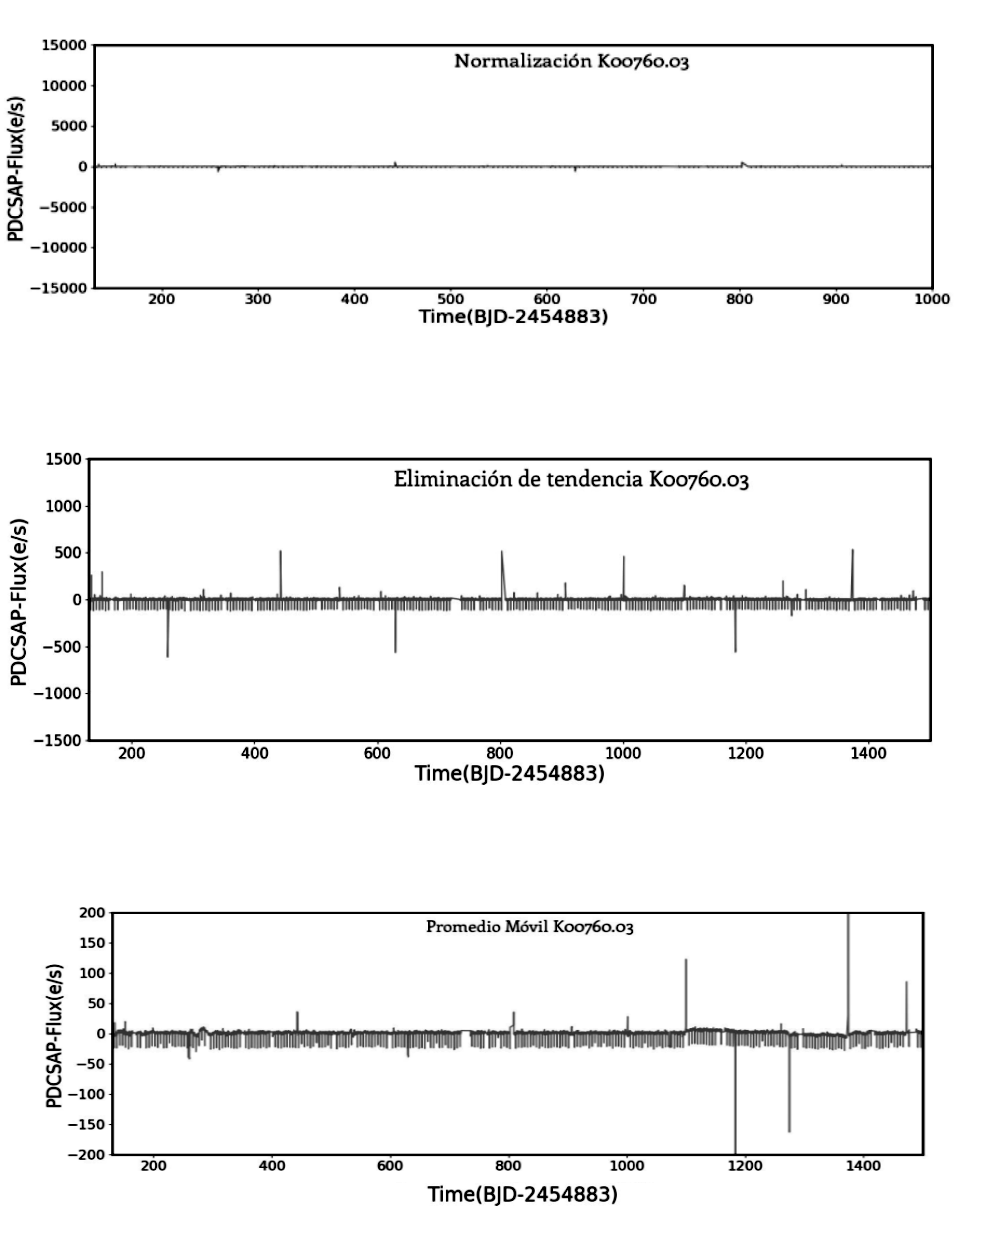 Normalización K00760.03
15000
10000
5000
0
−5000
−10000
−15000
PDCSAP-Flux(e/s)
200 300 400 500 600 700 800 900 1000
Time(BJD-2454883)
Eliminación de tendencia K00760.03
1500
1000
500
0
−500
−1000
−1500
PDCSAP-Flux(e/s)
200 400 600 800 1000 1200 1400
Time(BJD-2454883)
Promedio Móvil K00760.03
200
150
100
50
0
−50
−100
−150
−200
PDCSAP-Flux(e/s)
200 400 600 800 1000 1200 1400
Time(BJD-2454883)